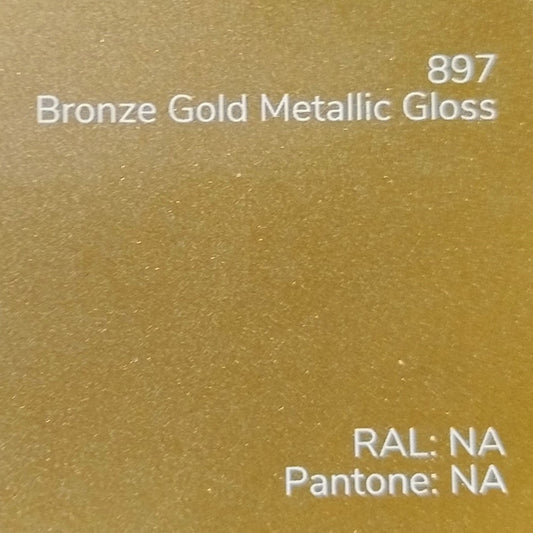 897
Bronze Gold Metallic Gloss
RAL: NA
Pantone: NA